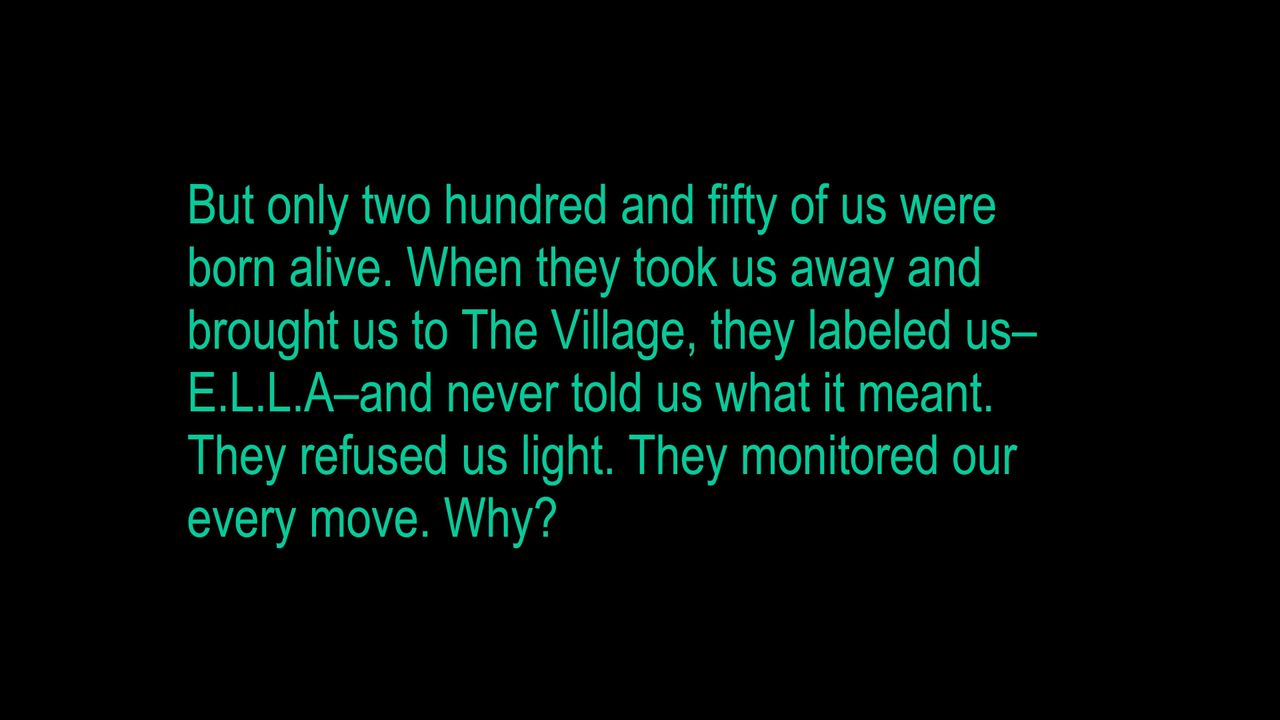 But only two hundred and fifty of us were
born alive. When they took us away and
brought us to The Village, they labeled us–
E.L.L.A–and never told us what it meant.
They refused us light. They monitored our
every move. Why?